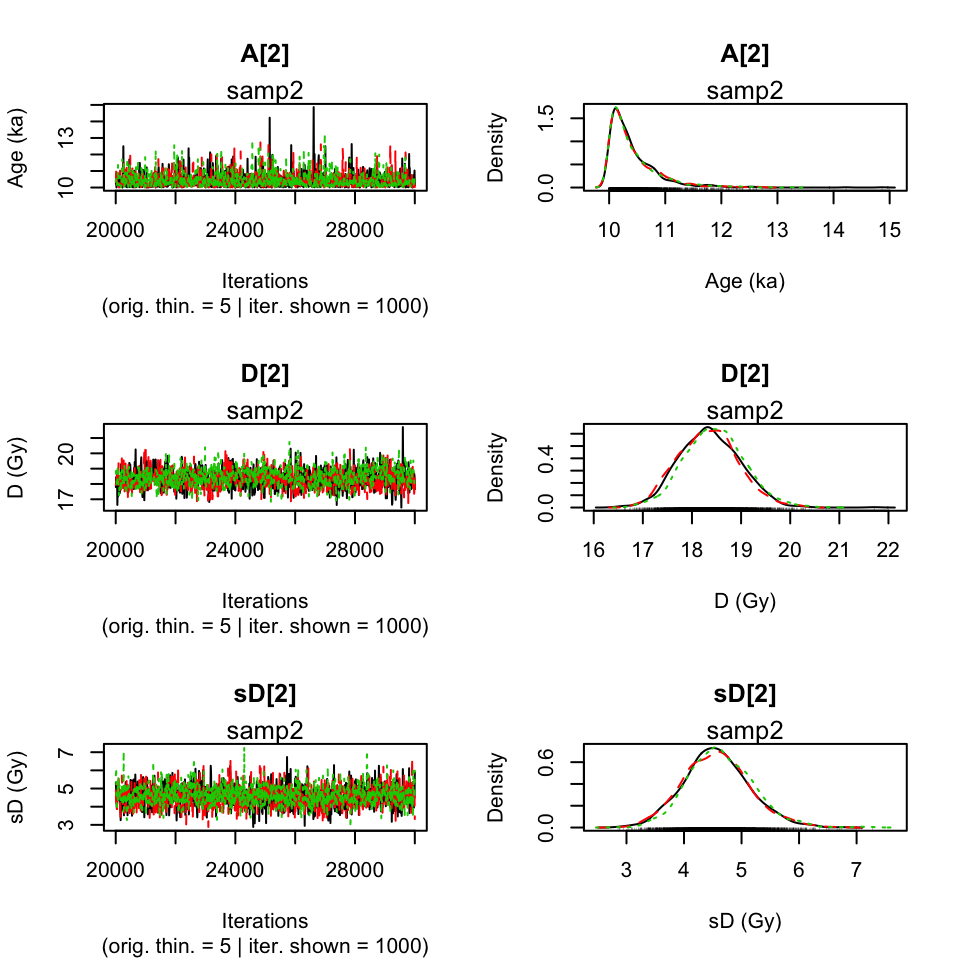 A[2]
samp2
Age (ka)
13
10
20000 24000 28000
Iterations
(orig. thin. = 5 | iter. shown = 1000)
A[2]
samp2
Density
1.5
0.0
10 11 12 13 14 15
Age (ka)
D[2]
samp2
D (Gy)
20
17
20000 24000 28000
Iterations
(orig. thin. = 5 | iter. shown = 1000)
D[2]
samp2
Density
0.4
0.0
16 17 18 19 20 21 22
D (Gy)
sD[2]
samp2
sD (Gy)
7
5
3
20000 24000 28000
Iterations
(orig. thin. = 5 | iter. shown = 1000)
sD[2]
samp2
Density
0.6
0.0
3 4 5 6 7
sD (Gy)